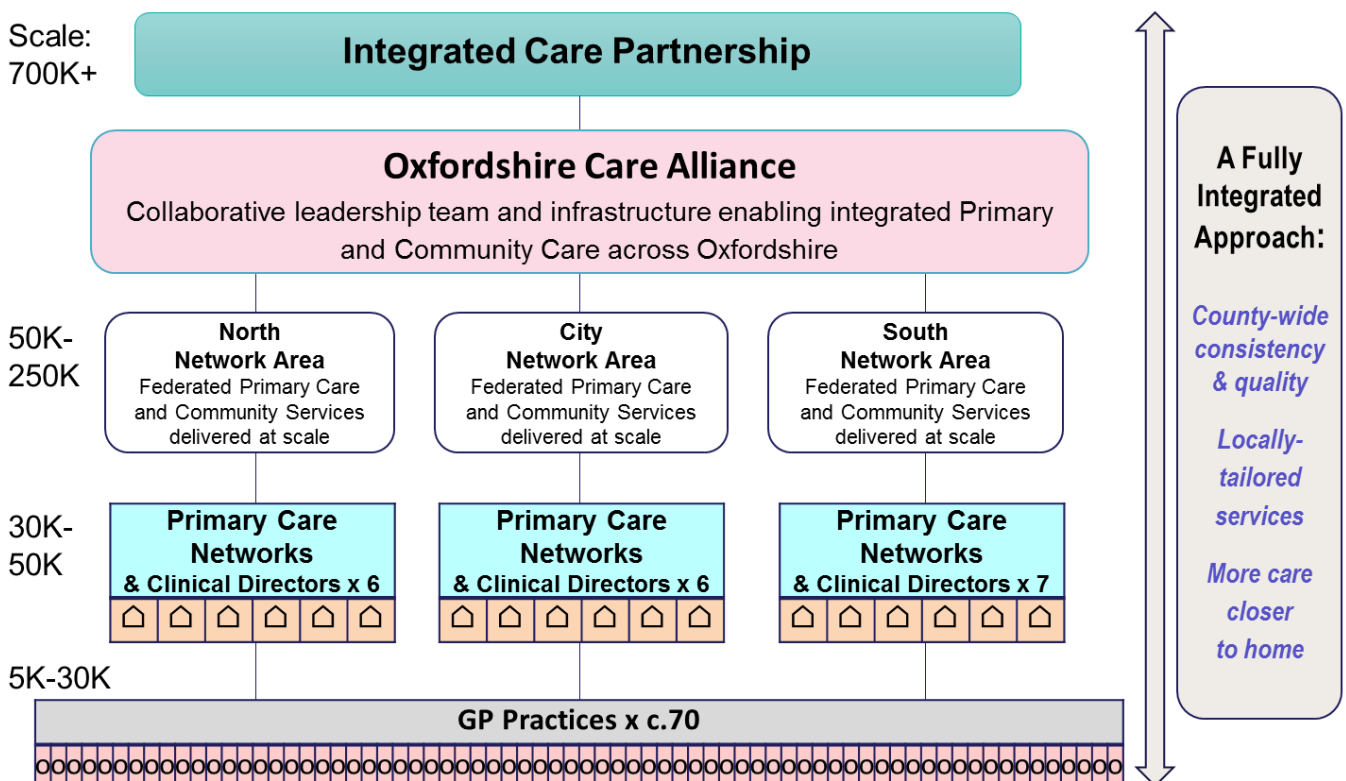 Scale:
700K+
Integrated Care Partnership
Oxfordshire Care Alliance
Collaborative leadership team and infrastructure enabling integrated Primary
and Community Care across Oxfordshire
50K-
250K
North
Network Area
Federated Primary Care
and Community Services
delivered at scale
City
Network Area
Federated Primary Care
and Community Services
delivered at scale
South
Network Area
Federated Primary Care
and Community Services
delivered at scale
30K-
50K
Primary Care
Networks
& Clinical Directors x 6
Primary Care
Networks
& Clinical Directors x 6
Primary Care
Networks
& Clinical Directors x 7
5K-30K
GP Practices x c.70
A Fully
Integrated
Approach:
County-wide
consistency
& quality
Locally-
tailored
services
More care
closer
to home